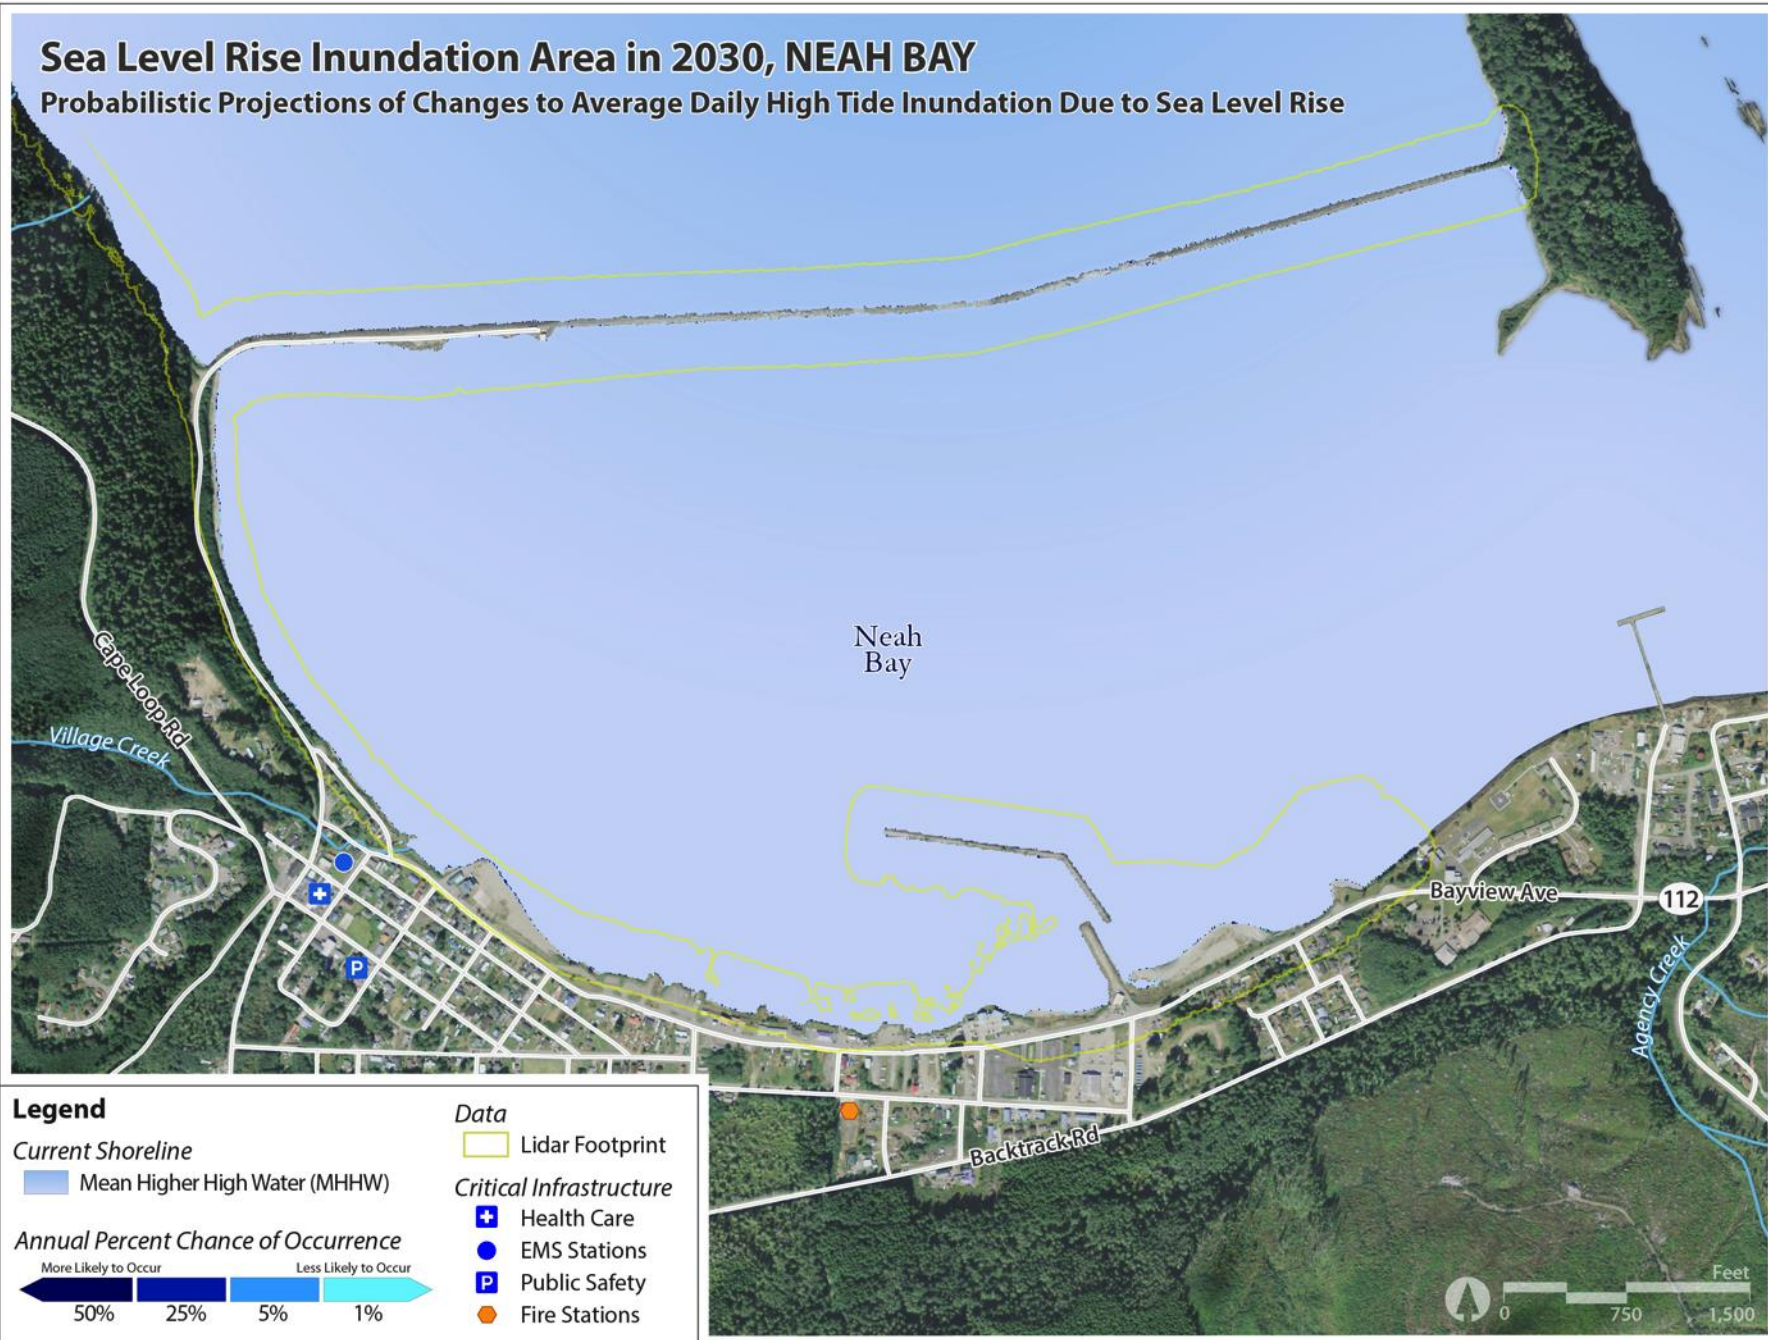 Sea Level Rise Inundation Area in 2030, NEAH BAY
Probabilistic Projections of Changes to Average Daily High Tide Inundation Due to Sea Level Rise
Neah
Bay
Cape Loop Rd
Village Creek
P
Bayview Ave
112
Agency Creek
Backtrack Rd
Legend
Current Shoreline
Mean Higher High Water (MHHW)
Annual Percent Chance of Occurrence
More Likely to Occur
Less Likely to Occur
50%
25%
5%
1%
Data
Lidar Footprint
Critical Infrastructure
Health Care
EMS Stations
P
Public Safety
Fire Stations
Feet
0
750
1,500